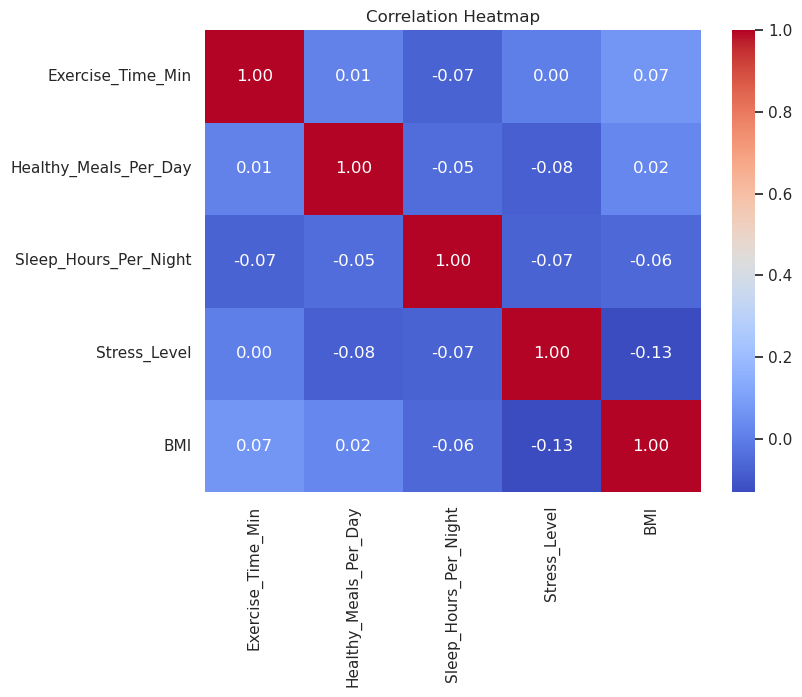 Correlation Heatmap
Exercise_Time_Min 1.00 0.01 -0.07 0.00 0.07
Healthy_Meals_Per_Day 0.01 1.00 -0.05 -0.08 0.02
Sleep_Hours_Per_Night -0.07 -0.05 1.00 -0.07 -0.06
Stress_Level 0.00 -0.08 -0.07 1.00 -0.13
BMI 0.07 0.02 -0.06 -0.13 1.00
Exercise_Time_Min
Healthy_Meals_Per_Day
Sleep_Hours_Per_Night
Stress_Level
BMI
1.0
0.8
0.6
0.4
0.2
0.0